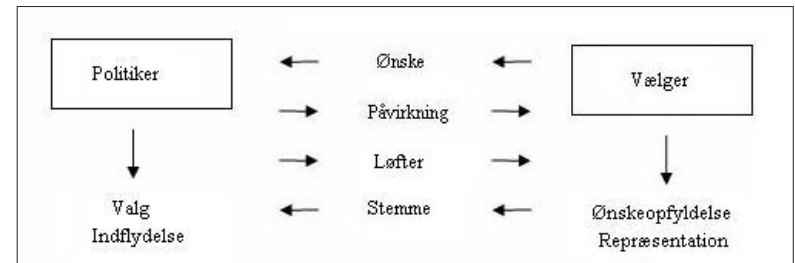 Politiker
Ønske
Vælger
Påvirkning
Løfter
Stemme
Valg
Indflydelse
Ønskeopfyldelse
Repræsentation